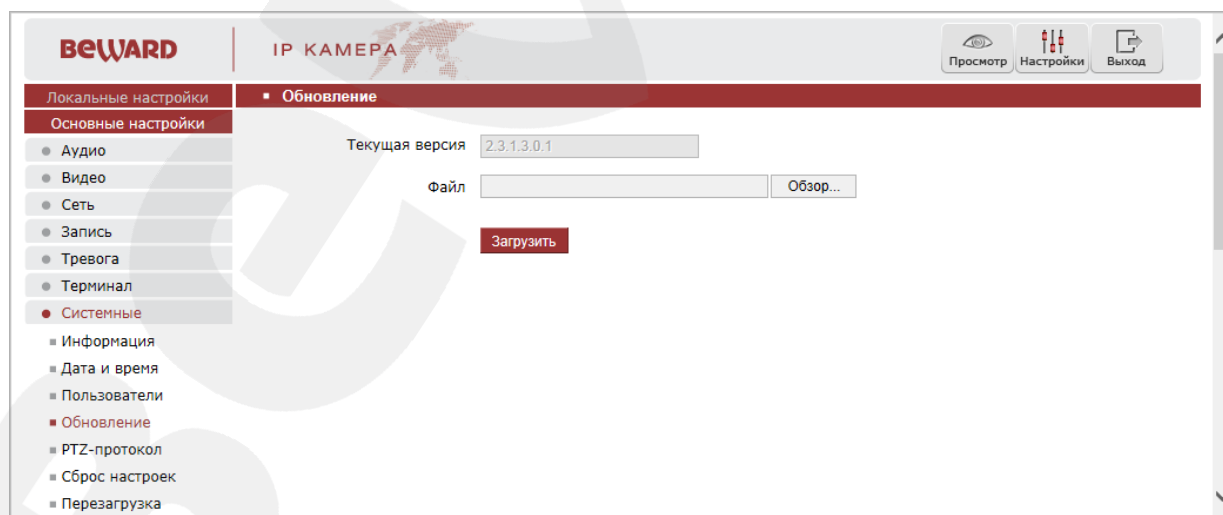 BEWARD
IP КАМЕРА
Просмотр
Настройки
Выход
Локальные настройки
Обновление
Основные настройки
Текущая версия 2.3.1.3.0.1
Аудио
Видео
Файл Обзор...
Сеть
Запись
Загрузить
Тревога
Терминал
Системные
Информация
Дата и время
Пользователи
Обновление
PTZ-протокол
Сброс настроек
Перезагрузка